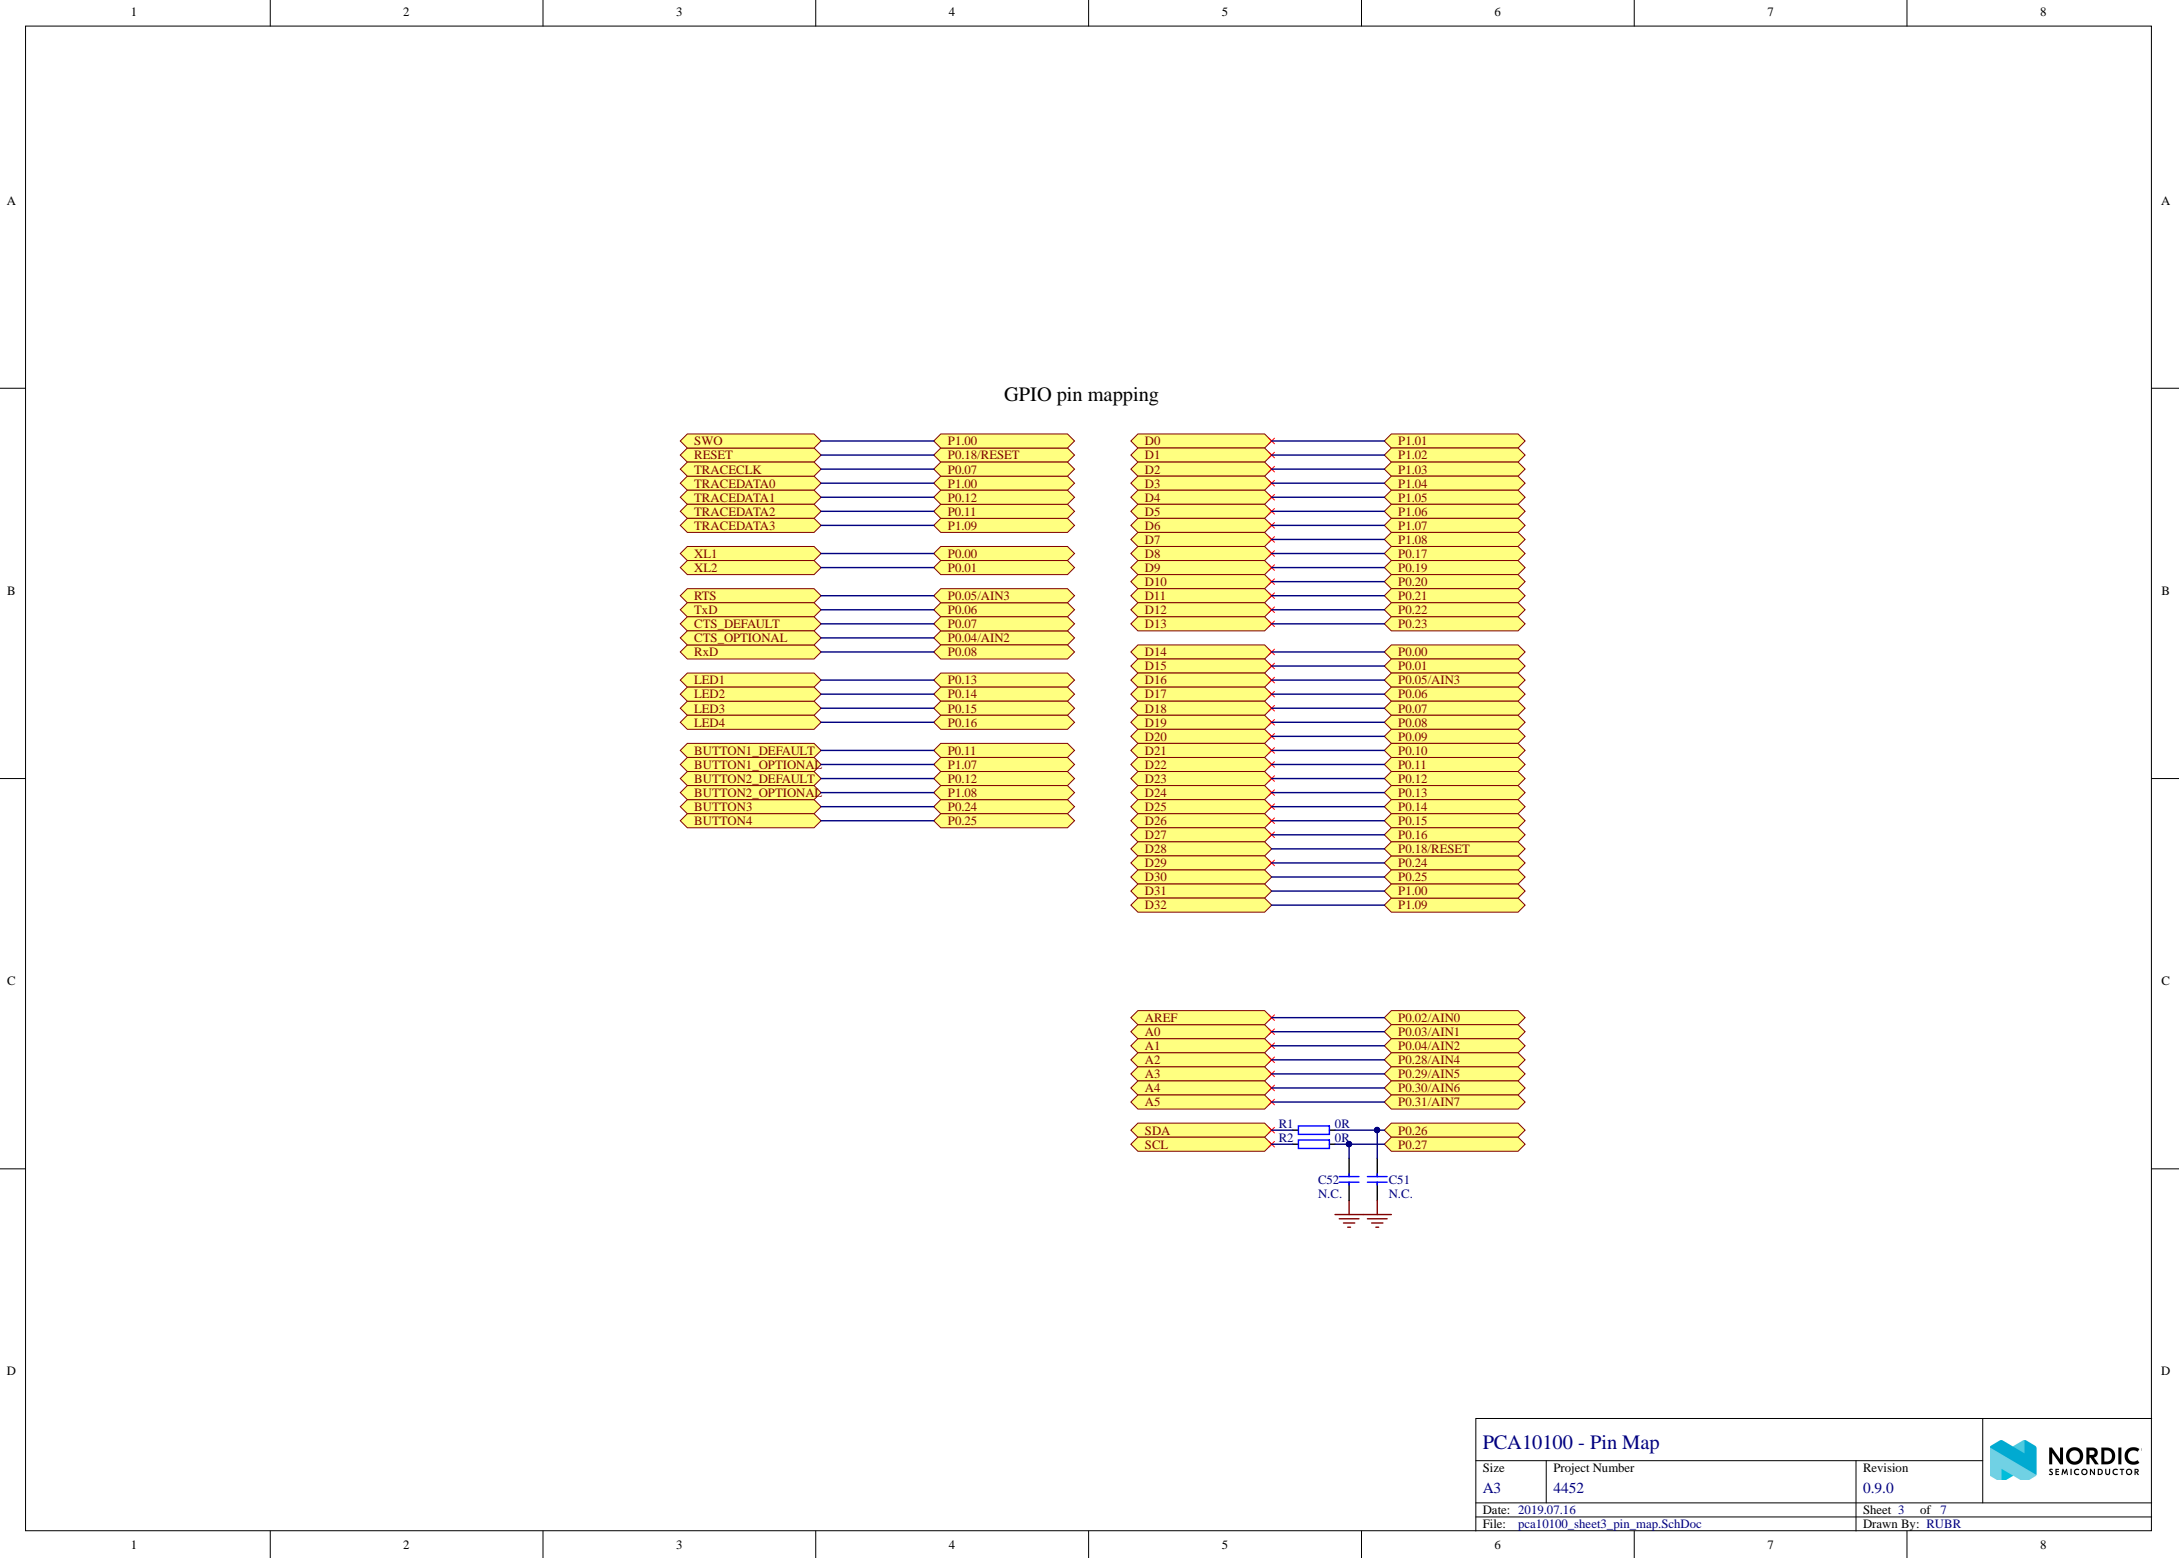 1 2 3 4 5 6 7 8
A A
GPIO pin mapping
SWO P1.00
RESET P0.18/RESET
TRACECLK P0.07
TRACEDATA0 P1.00
TRACEDATA1 P0.12
TRACEDATA2 P0.11
TRACEDATA3 P1.09
XL1 P0.00
XL2 P0.01
RTS P0.05/AIN3
TxD P0.06
CTS_DEFAULT P0.07
CTS_OPTIONAL P0.04/AIN2
RxD P0.08
LED1 P0.13
LED2 P0.14
LED3 P0.15
LED4 P0.16
BUTTON1_DEFAULT P0.11
BUTTON1_OPTIONAL P1.07
BUTTON2_DEFAULT P0.12
BUTTON2_OPTIONAL P1.08
BUTTON3 P0.24
BUTTON4 P0.25
D0 P1.01
D1 P1.02
D2 P1.03
D3 P1.04
D4 P1.05
D5 P1.06
D6 P1.07
D7 P1.08
D8 P0.17
D9 P0.19
D10 P0.20
D11 P0.21
D12 P0.22
D13 P0.23
D14 P0.00
D15 P0.01
D16 P0.05/AIN3
D17 P0.06
D18 P0.07
D19 P0.08
D20 P0.09
D21 P0.10
D22 P0.11
D23 P0.12
D24 P0.13
D25 P0.14
D26 P0.15
D27 P0.16
D28 P0.18/RESET
D29 P0.24
D30 P0.25
D31 P1.00
D32 P1.09
B B
C C
AREF P0.02/AIN0
A0 P0.03/AIN1
A1 P0.04/AIN2
A2 P0.28/AIN4
A3 P0.29/AIN5
A4 P0.30/AIN6
A5 P0.31/AIN7
SDA R1 0R P0.26
SCL R2 0R P0.27
C52 C51
N.C. N.C.
D D
PCA10100 - Pin Map
Size Project Number Revision
A3 4452 0.9.0
NORDIC
SEMICONDUCTOR
Date: 2019.07.16 Sheet 3 of 7
File: pca10100_sheet3_pin_map.SchDoc Drawn By: RUBR
1 2 3 4 5 6 7 8